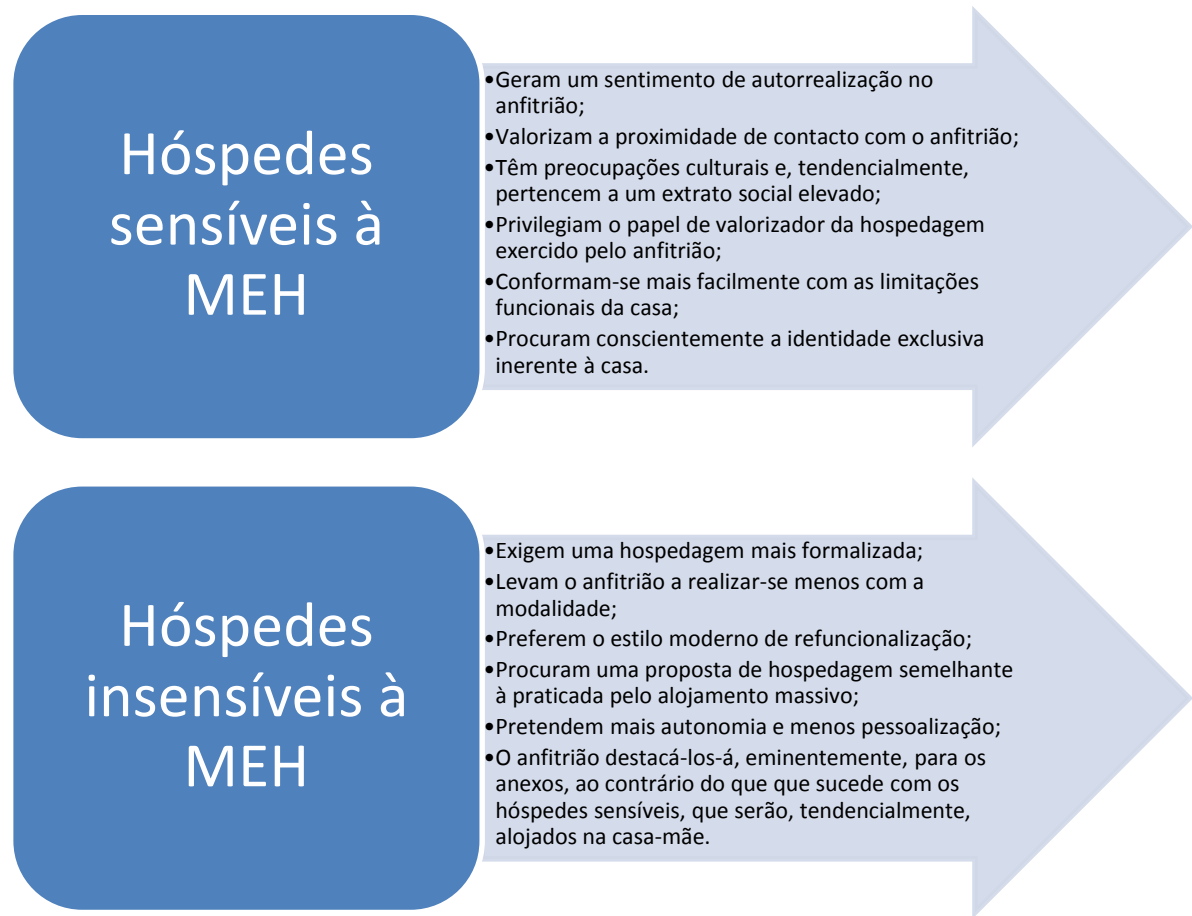 Hóspedes
sensíveis à
MEH
•Geram um sentimento de autorrealização no
anfitrião;
•Valorizam a proximidade de contacto com o anfitrião;
•Têm preocupações culturais e, tendencialmente,
pertencem a um extrato social elevado;
•Privilegiam o papel de valorizador da hospedagem
exercido pelo anfitrião;
•Conformam-se mais facilmente com as limitações
funcionais da casa;
•Procuram conscientemente a identidade exclusiva
inerente à casa.
Hóspedes
insensíveis à
MEH
•Exigem uma hospedagem mais formalizada;
•Levam o anfitrião a realizar-se menos com a
modalidade;
•Preferem o estilo moderno de refuncionalização;
•Procuram uma proposta de hospedagem semelhante
à praticada pelo alojamento massivo;
•Pretendem mais autonomia e menos pessoalização;
•O anfitrião destacá-los-á, eminentemente, para os
anexos, ao contrário do que que sucede com os
hóspedes sensíveis, que serão, tendencialmente,
alojados na casa-mãe.